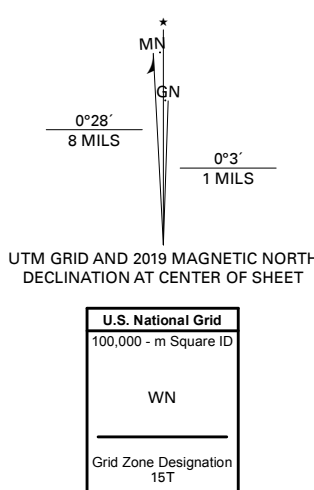 ★
MN
GN
0°28´
8 MILS
0°3´
1 MILS
UTM GRID AND 2019 MAGNETIC NORTH
DECLINATION AT CENTER OF SHEET
U.S. National Grid
100,000 - m Square ID
WN
Grid Zone Designation
15T